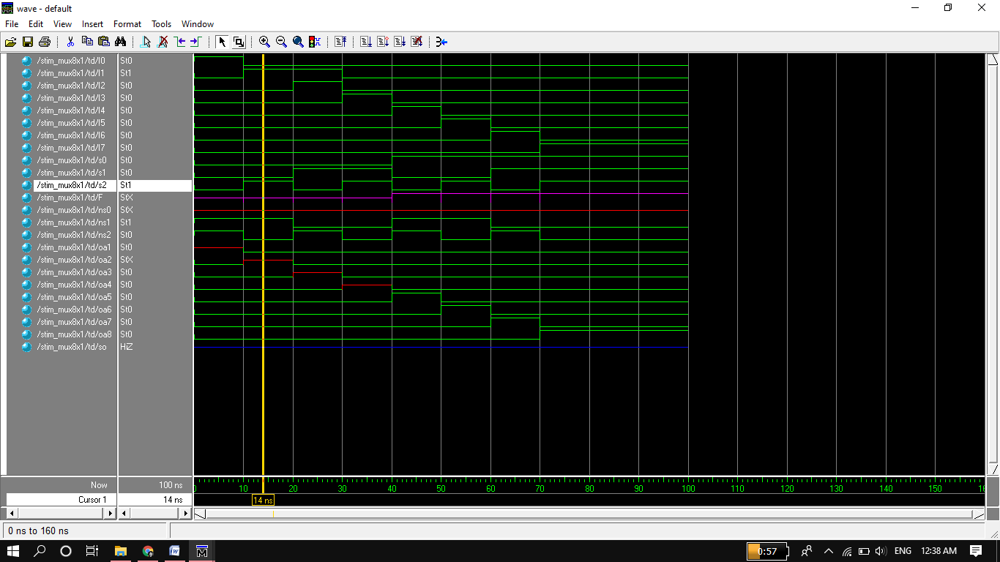 wave - default
File Edit View Insert Format Tools Window
/stim_mux8x1/td/I0 St0
/stim_mux8x1/td/I1 St1
/stim_mux8x1/td/I2 St0
/stim_mux8x1/td/I3 St0
/stim_mux8x1/td/I4 St0
/stim_mux8x1/td/I5 St0
/stim_mux8x1/td/I6 St0
/stim_mux8x1/td/I7 St0
/stim_mux8x1/td/s0 St0
/stim_mux8x1/td/s1 St0
/stim_mux8x1/td/s2 St1
/stim_mux8x1/td/F StX
/stim_mux8x1/td/ns0 StX
/stim_mux8x1/td/ns1 St1
/stim_mux8x1/td/ns2 St0
/stim_mux8x1/td/oa1 St0
/stim_mux8x1/td/oa2 StX
/stim_mux8x1/td/oa3 St0
/stim_mux8x1/td/oa4 St0
/stim_mux8x1/td/oa5 St0
/stim_mux8x1/td/oa6 St0
/stim_mux8x1/td/oa7 St0
/stim_mux8x1/td/oa8 St0
/stim_mux8x1/td/so HiZ
Now 100 ns 10 20 30 40 50 60 70 80 90 100 110 120 130 140 150
Cursor 1 14 ns 14 ns
0 ns to 160 ns
0:57 ENG 12:38 AM